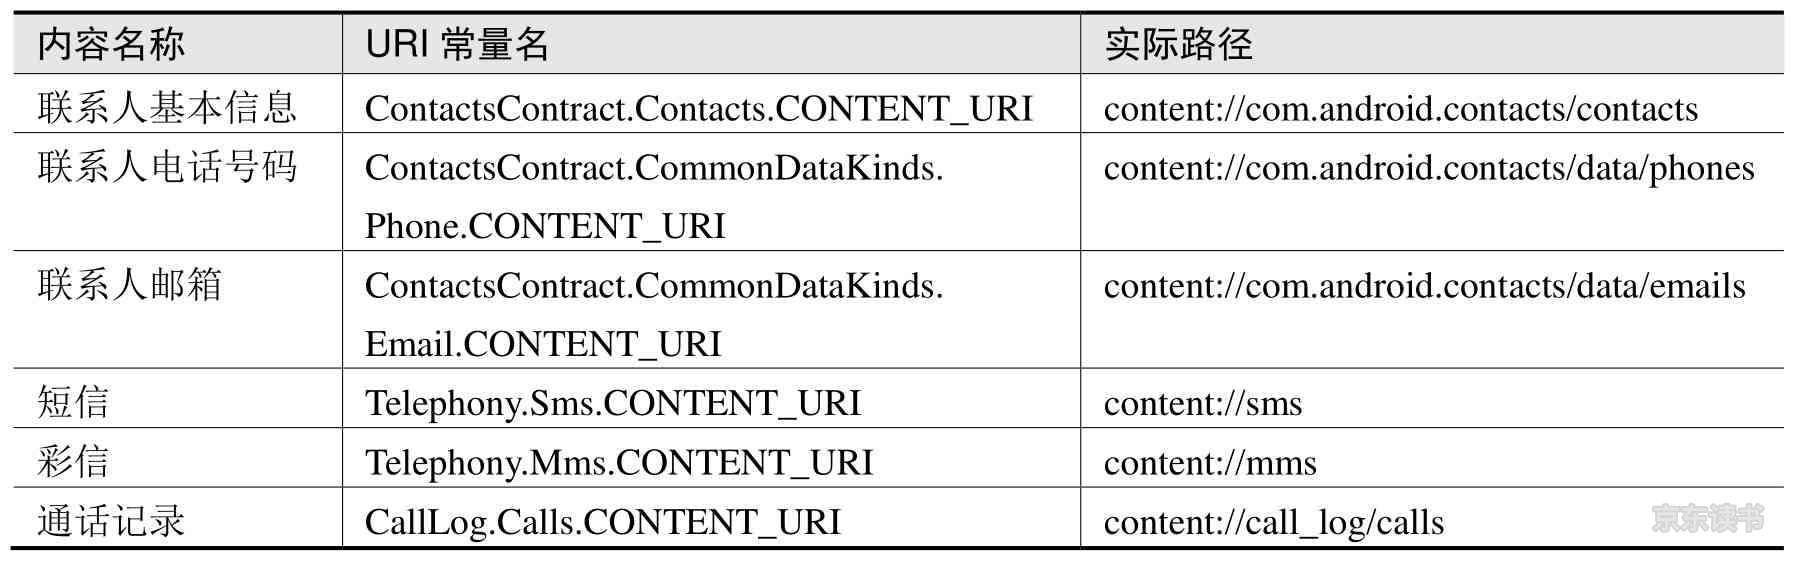 内容名称 URI 常量名 实际路径
联系人基本信息 ContactsContract.Contacts.CONTENT_URI content://com.android.contacts/contacts
联系人电话号码 ContactsContract.CommonDataKinds. content://com.android.contacts/data/phones
Phone.CONTENT_URI
联系人邮箱 ContactsContract.CommonDataKinds. content://com.android.contacts/data/emails
Email.CONTENT_URI
短信 Telephony.Sms.CONTENT_URI content://sms
彩信 Telephony.Mms.CONTENT_URI content://mms
通话记录 CallLog.Calls.CONTENT_URI content://call_log/calls
京东读书